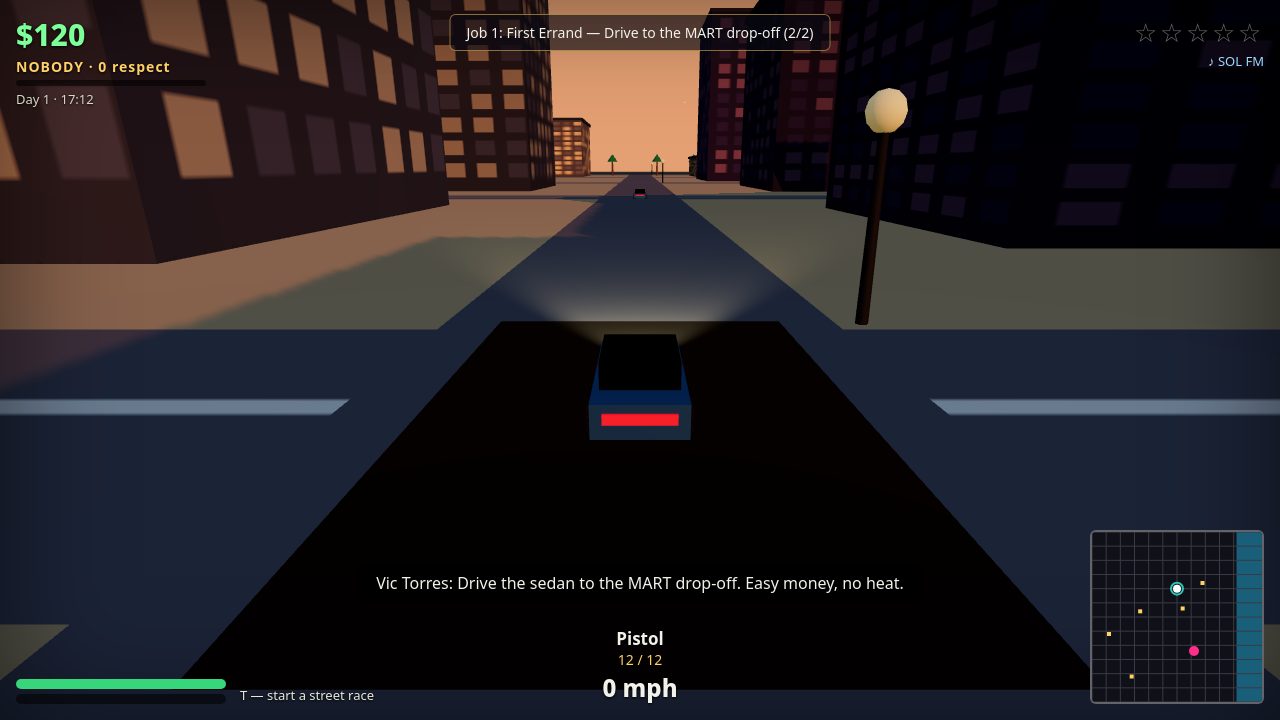 $120
Job 1: First Errand — Drive to the MART drop-off (2/2)
☆☆☆☆☆
NOBODY · 0 respect
♪ SOL FM
Day 1 · 17:12
Vic Torres: Drive the sedan to the MART drop-off. Easy money, no heat.
Pistol
12 / 12
0 mph
T — start a street race